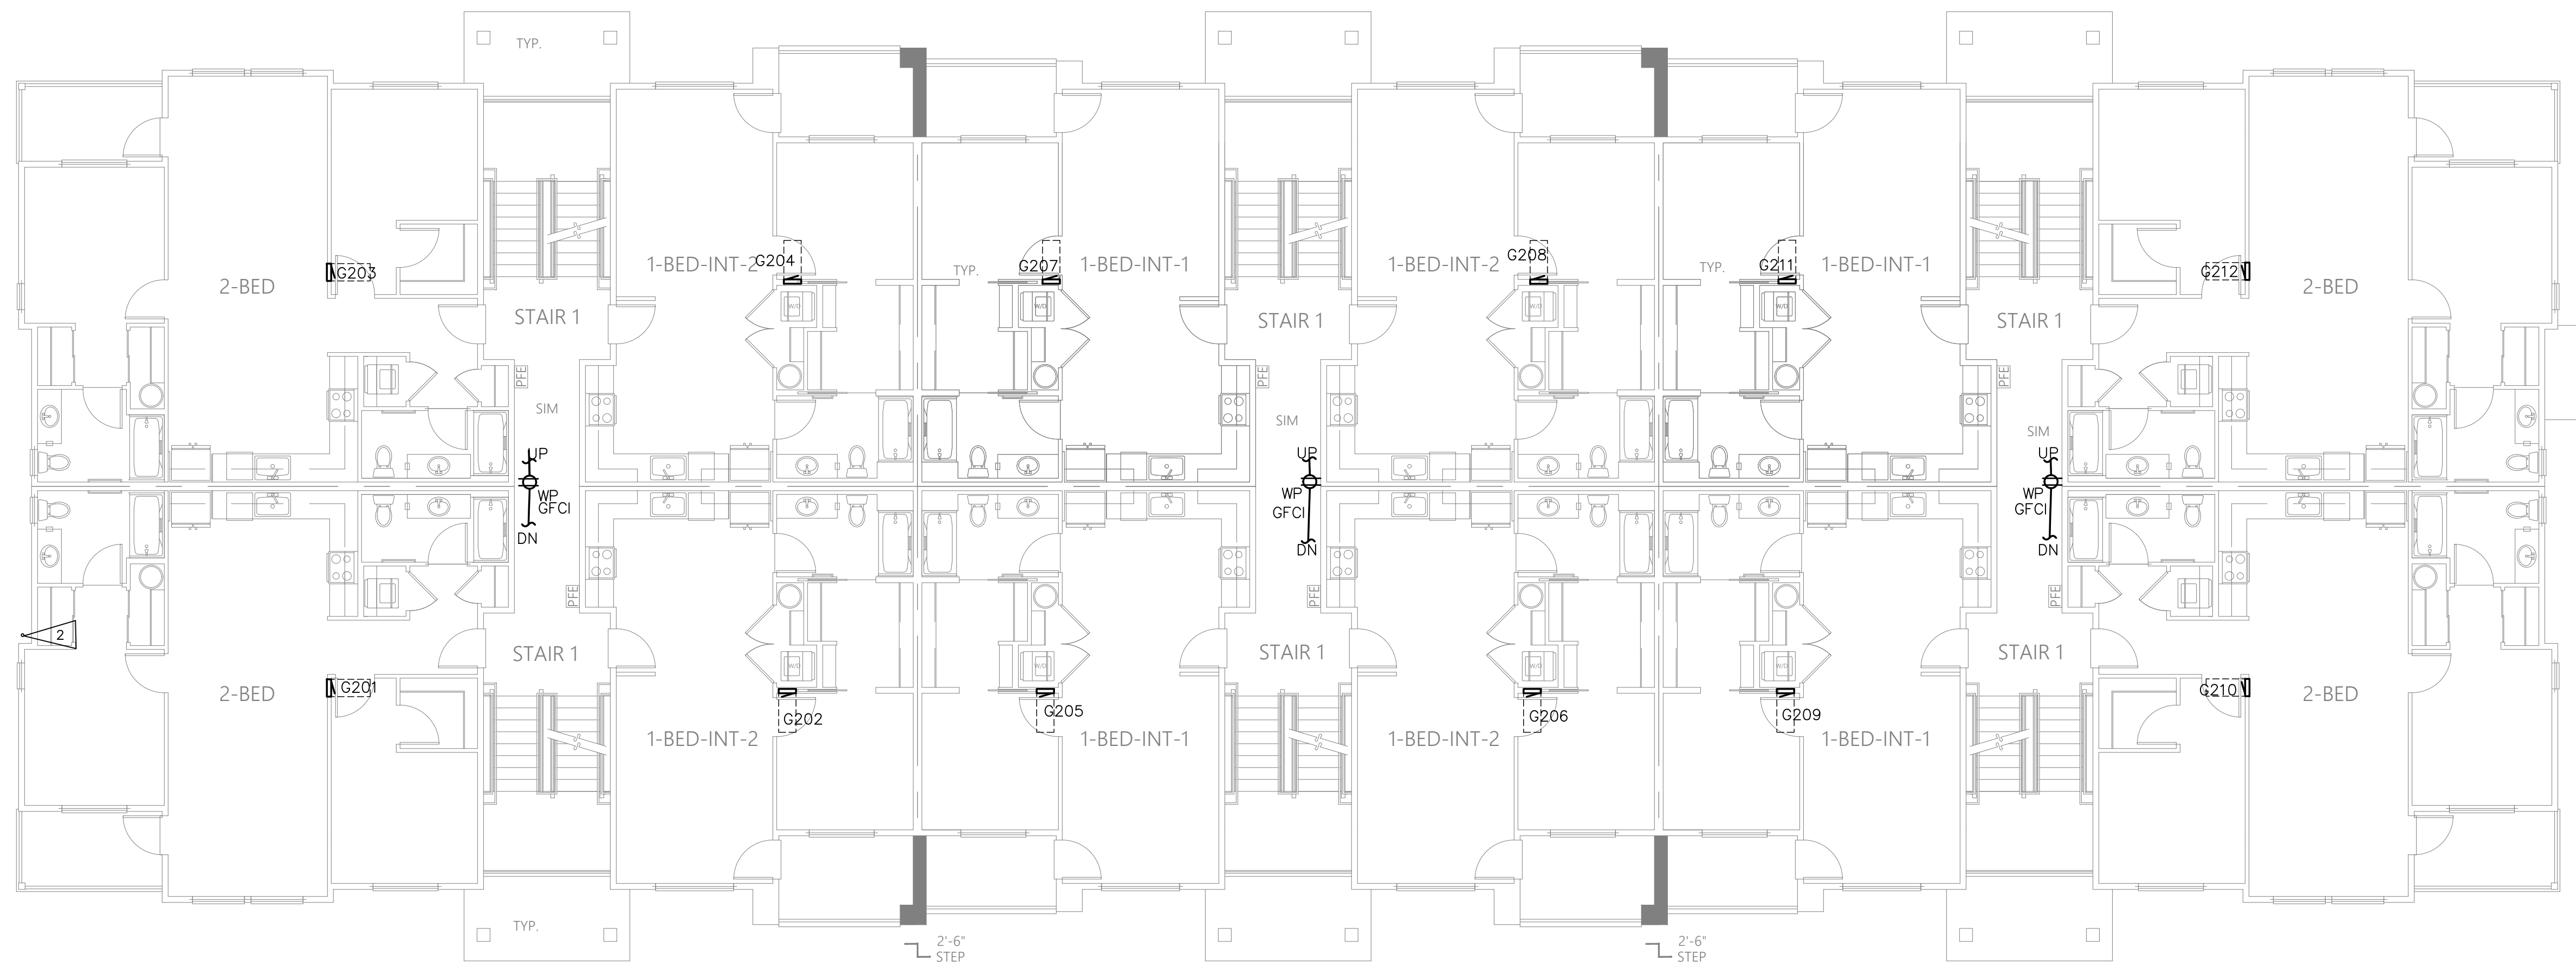 TYP.
1-BED-INT-2
G204
TYP.
G207
1-BED-INT-1
1-BED-INT-2
G208
TYP.
G211
1-BED-INT-1
G203
2-BED
G212
2-BED
W/D
W/D
W/D
W/D
STAIR 1
STAIR 1
STAIR 1
PFE
PFE
PFE
SIM
SIM
SIM
UP
UP
UP
WP
GFCI
WP
GFCI
WP
GFCI
DN
DN
DN
PFE
PFE
PFE
2
STAIR 1
STAIR 1
STAIR 1
W/D
W/D
W/D
W/D
2-BED
G201
G202
G205
G206
G209
G210
2-BED
1-BED-INT-2
1-BED-INT-1
1-BED-INT-2
1-BED-INT-1
TYP.
2'-6"
STEP
2'-6"
STEP